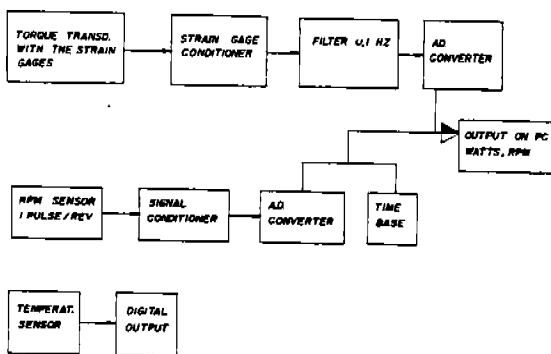 TORQUE TRANSD.
WITH THE STRAIN
GAGES
STRAIN GAGE
CONDITIONER
FILTER 0,1 HZ
AD
CONVERTER
OUTPUT ON PC
WATTS, RPM
RPM SENSOR
1 PULSE/REV
SIGNAL
CONDITIONER
A.D.
CONVERTER
TIME
BASE
TEMPERAT.
SENSOR
DIGITAL
OUTPUT